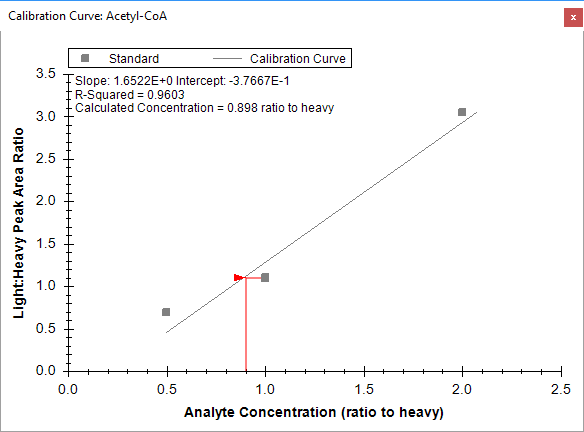 Calibration Curve: Acetyl-CoA
x
Standard Calibration Curve
Slope: 1.6522E+0 Intercept: -3.7667E-1
R-Squared = 0.9603
Calculated Concentration = 0.898 ratio to heavy
Light:Heavy Peak Area Ratio
3.5
3.0
2.5
2.0
1.5
1.0
0.5
0.0
0.0 0.5 1.0 1.5 2.0 2.5
Analyte Concentration (ratio to heavy)